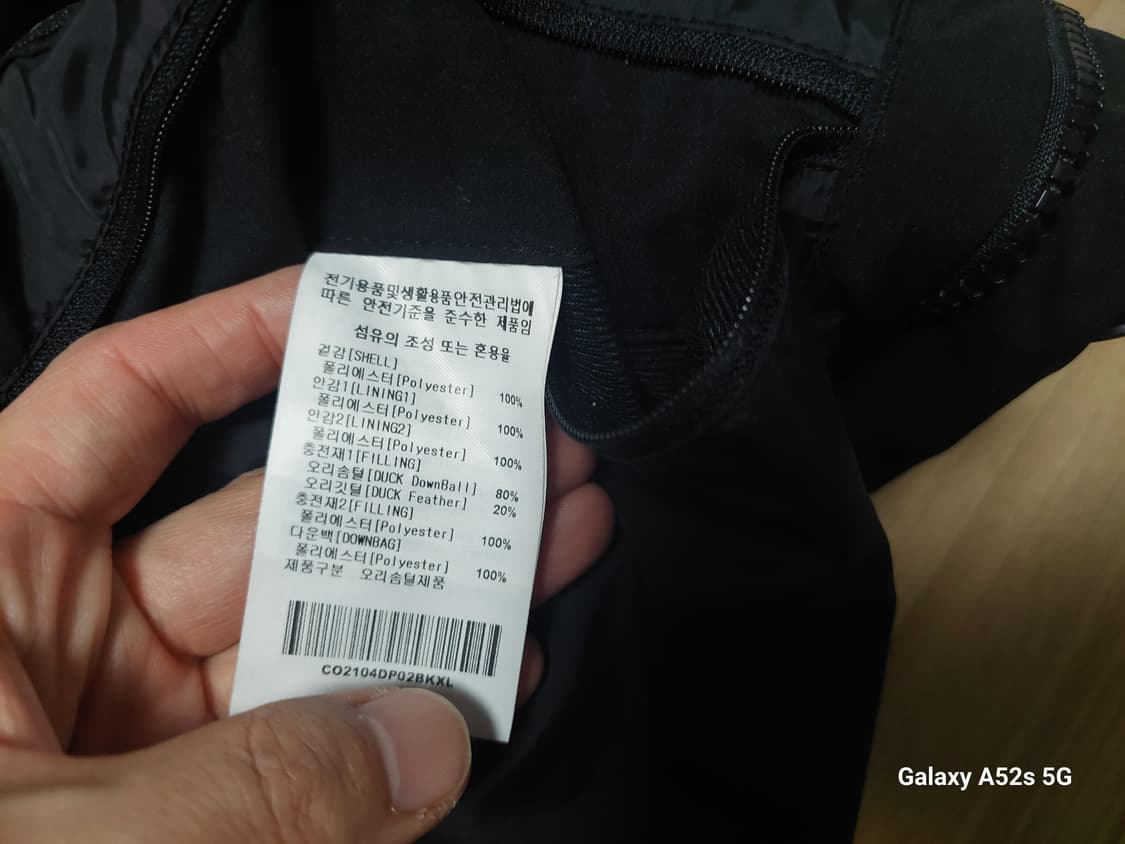 전기용품및생활용품안전관리법에
따른 안전기준을 준수한 제품임
섬유의 조성 또는 혼용율
겉감[SHELL]
폴리에스터[Polyester] 100%
안감1[LINING1]
폴리에스터[Polyester] 100%
안감2[LINING2]
폴리에스터[Polyester] 100%
충전재1[FILLING]
오리솜털[DUCK DownBall] 80%
오리깃털[DUCK Feather] 20%
충전재2[FILLING]
폴리에스터[Polyester] 100%
다운백[DOWNBAG]
폴리에스터[Polyester] 100%
제품구분 오리솜털제품
CO2104DP02BKXL
Galaxy A52s 5G